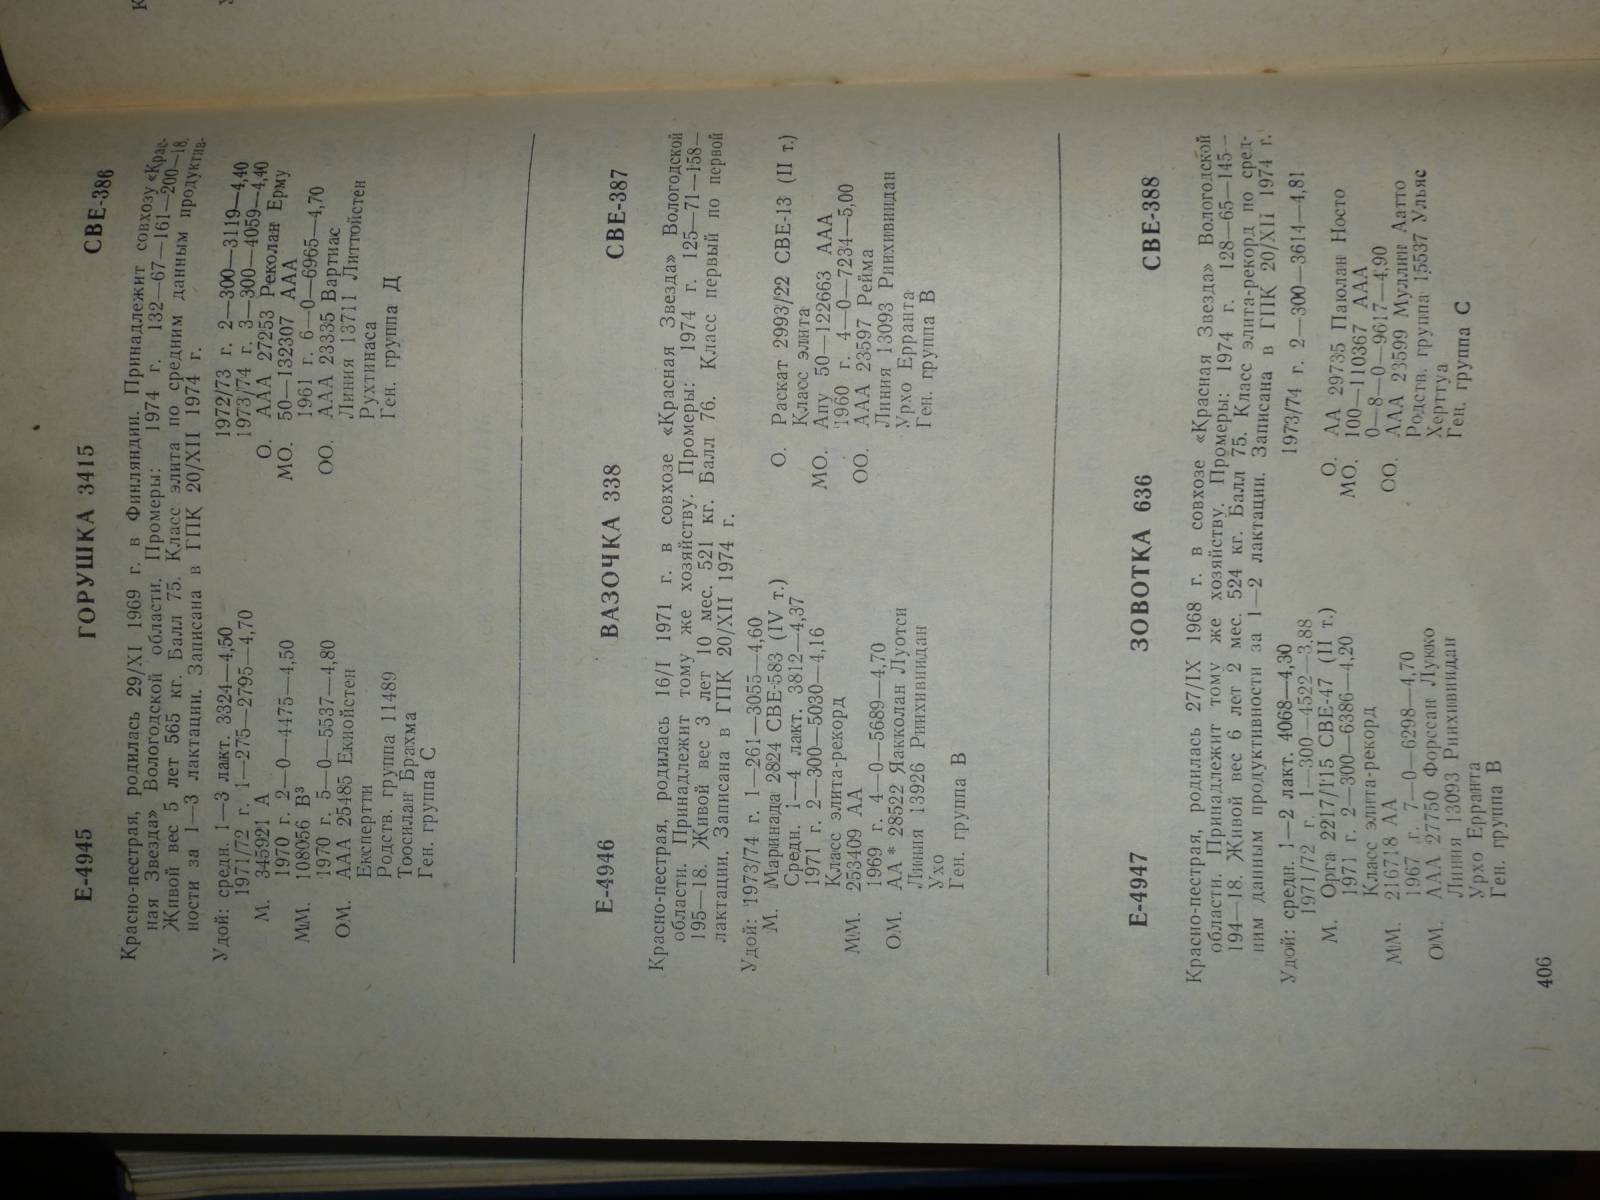 Е-4945 ГОРУШКА 3415 СВЕ-386
Красно-пестрая, родилась 29/XI 1969 г. в Финляндии. Принадлежит совхозу «Крас-
ная Звезда» Вологодской области. Промеры: 1974 г. 132—67—161—200—18.
Живой вес 5 лет 565 кг. Балл 75. Класс элита по средним данным продуктив-
ности за 1—3 лактации. Записана в ГПК 20/XII 1974 г.
Удой: средн. 1—3 лакт. 3324—4,50 1972/73 г. 2—300—3119—4,40
1971/72 г. 1—275—2795—4,70 1973/74 г. 3—300—4059—4,40
М. 345921 А О. ААА 27253 Реколан Ерму
1970 г. 2—0—4475—4,50 МО. 50—132307 ААА
ММ. 108056 В³ 1961 г. 6—0—6965—4,70
1970 г. 5—0—5537—4,80 ОО. ААА 23335 Вартиас
ОМ. ААА 25485 Екиойстен Линия 13711 Литтойстен
Експертти Рухтинаса
Родств. группа 11489 Ген. группа Д
Тоосилан Брахма
Ген. группа С
Е-4946 ВАЗОЧКА 338 СВЕ-387
Красно-пестрая, родилась 16/I 1971 г. в совхозе «Красная Звезда» Вологодской
области. Принадлежит тому же хозяйству. Промеры: 1974 г. 125—71—158—
195—18. Живой вес 3 лет 10 мес. 521 кг. Балл 76. Класс первый по первой
лактации. Записана в ГПК 20/XII 1974 г.
Удой: 1973/74 г. 1—261—3055—4,60
М. Маринада 2824 СВЕ-583 (IV т.) О. Раскат 2993/22 СВЕ-13 (II т.)
Средн. 1—4 лакт. 3812—4,37 Класс элита
1971 г. 2—300—5030—4,16 МО. Апу 50—122663 ААА
Класс элита-рекорд 1960 г. 4—0—7234—5,00
ММ. 253409 АА ОО. ААА 23597 Рейма
1969 г. 4—0—5689—4,70 Линия 13093 Риихивиидан
ОМ. АА * 28522 Яакколан Луотси Урхо Ерранта
Линия 13926 Риихивиидан Ген. группа В
Ухо
Ген. группа В
Е-4947 ЗОВОТКА 636 СВЕ-388
Красно-пестрая, родилась 27/IX 1968 г. в совхозе «Красная Звезда» Вологодской
области. Принадлежит тому же хозяйству. Промеры: 1974 г. 128—65—145—
194—18. Живой вес 6 лет 2 мес. 524 кг. Балл 75. Класс элита-рекорд по сред-
ним данным продуктивности за 1—2 лактации. Записана в ГПК 20/XII 1974 г.
Удой: средн. 1—2 лакт. 4068—4,30 1973/74 г. 2—300—3614—4,81
1971/72 г. 1—300—4522—3,88
М. Орта 2217/115 СВЕ-47 (II т.) О. АА 29735 Паюлан Носто
1971 г. 2—300—6386—4,20 МО. 100—110367 ААА
Класс элита-рекорд 0—8—0—9617—4,90
ММ. 216718 АА ОО. ААА 23599 Муллин Аатто
1967 г. 7—0—6298—4,70 Родств. группа 15537 Ульяс
ОМ. ААА 27750 Форссан Лукко Херттуа
Линия 13093 Риихивиидан Ген. группа С
Урхо Ерранта
Ген. группа В
406